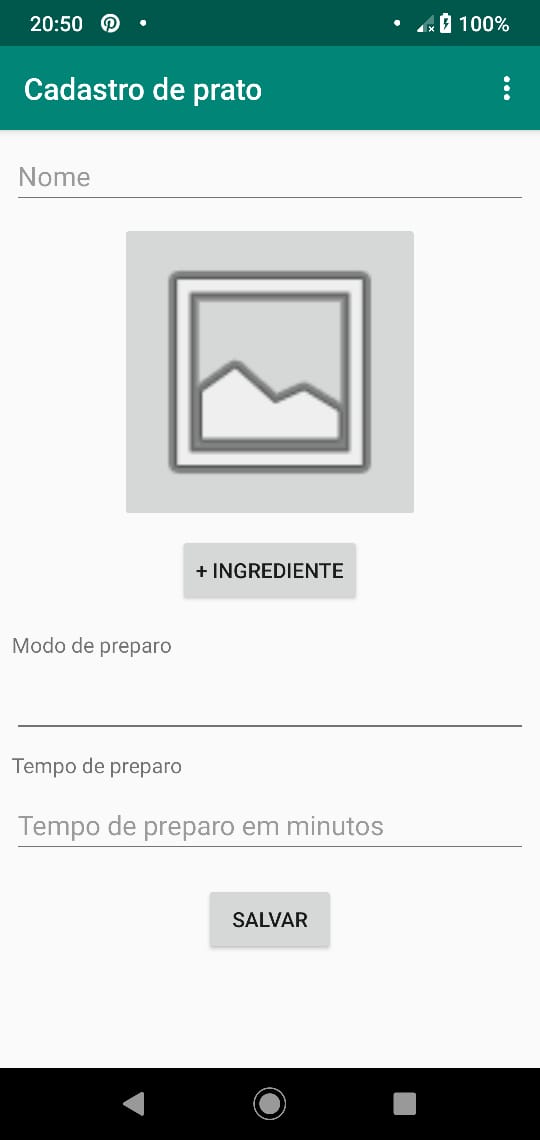 20:50 100%
Cadastro de prato
Nome
+ INGREDIENTE
Modo de preparo
Tempo de preparo
Tempo de preparo em minutos
SALVAR